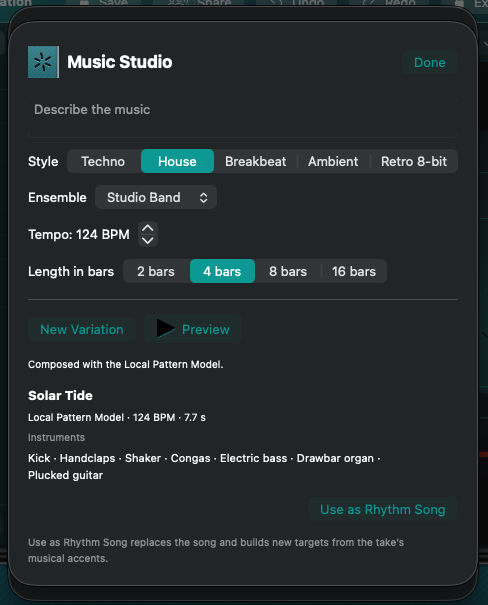 Save Share Undo Redo
Music Studio
Done
Describe the music
Style Techno House Breakbeat Ambient Retro 8-bit
Ensemble Studio Band
Tempo: 124 BPM
Length in bars 2 bars 4 bars 8 bars 16 bars
New Variation Preview
Composed with the Local Pattern Model.
Solar Tide
Local Pattern Model · 124 BPM · 7.7 s
Instruments
Kick · Handclaps · Shaker · Congas · Electric bass · Drawbar organ ·
Plucked guitar
Use as Rhythm Song
Use as Rhythm Song replaces the song and builds new targets from the take's
musical accents.